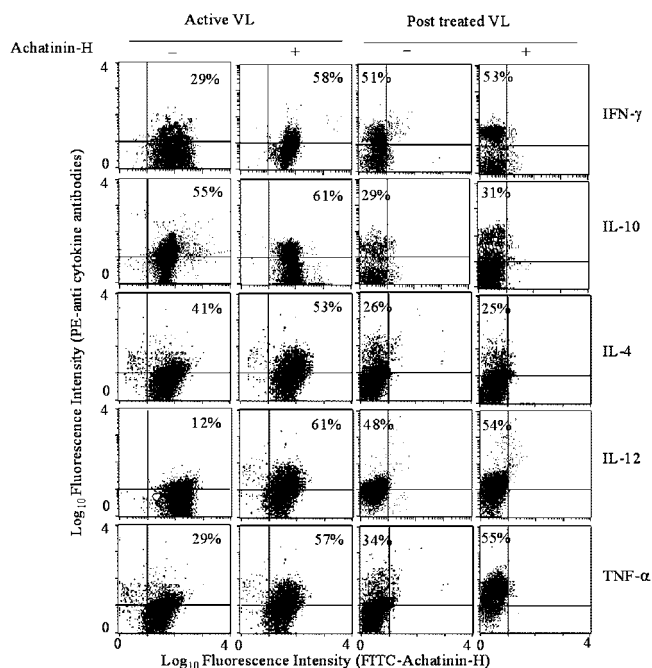 Active VL Post treated VL
Achatinin-H – + – +
4 29% 58% 51% 53% IFN-γ
0
4 55% 61% 29% 31% IL-10
0
4 41% 53% 26% 25% IL-4
0
4 12% 61% 48% 54% IL-12
0
4 29% 57% 34% 55% TNF-α
0
0 4 0 4 0 4 0 4
Log10 Fluorescence Intensity (PE-anti cytokine antibodies)
Log10 Fluorescence Intensity (FITC-Achatinin-H)